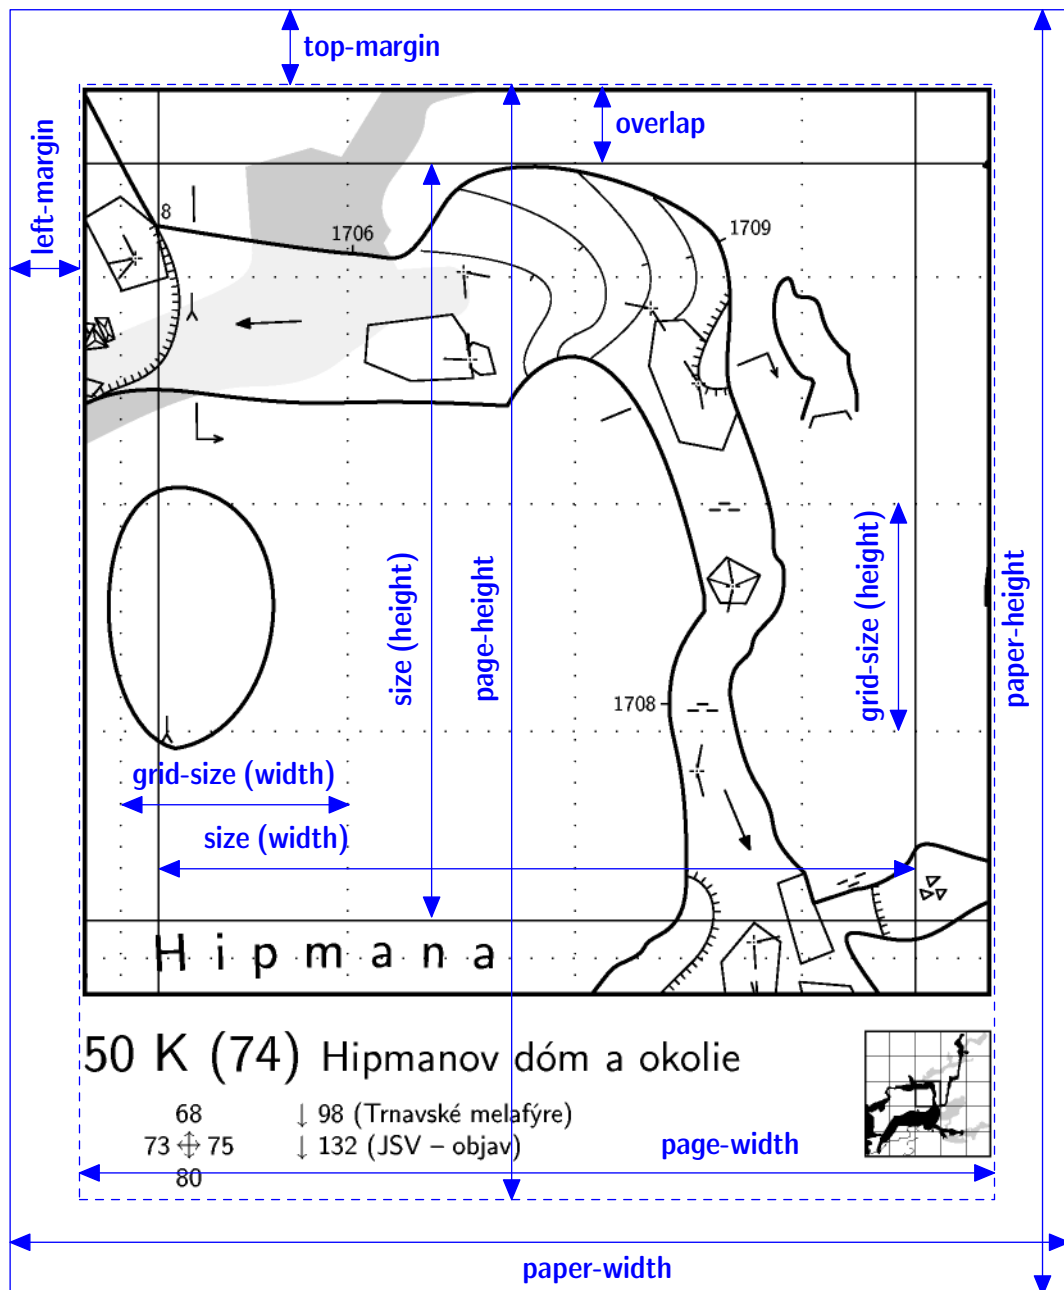 top-margin
overlap
left-margin
8
1706
1709
size (height)
page-height
grid-size (height)
paper-height
1708
grid-size (width)
size (width)
Hipmana
50 K (74) Hipmanov dóm a okolie
68 ↓ 98 (Trnavské melafýre)
73 75 ↓ 132 (JSV – objav)
80
page-width
paper-width